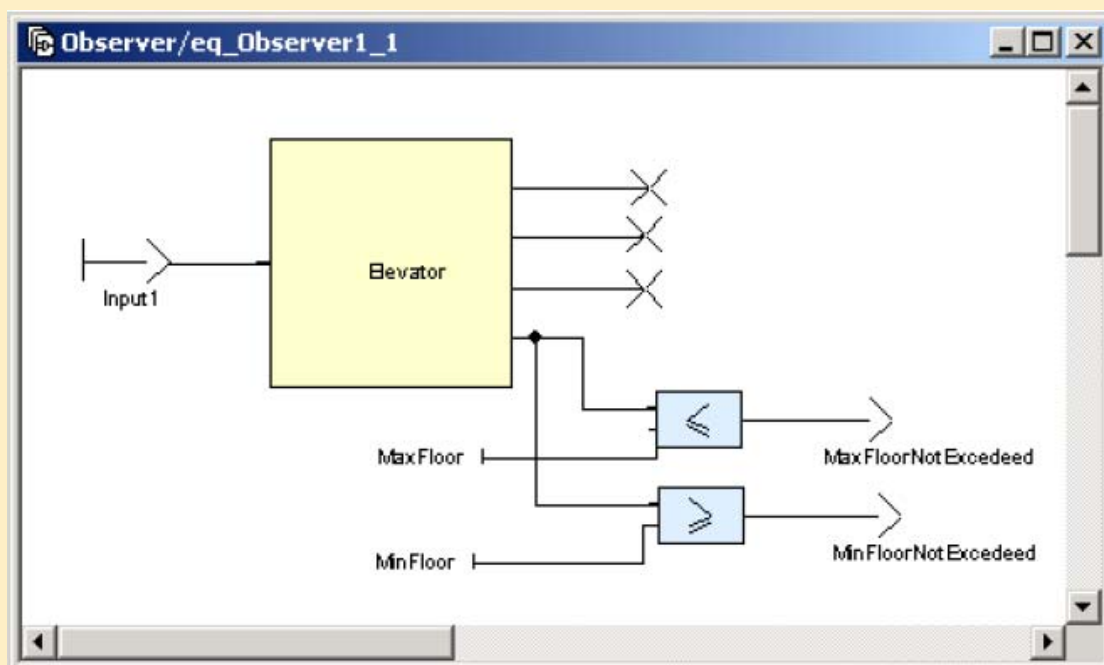 Observer/eq_Observer1_1
Elevator
Input1
≤
MaxFloor
MaxFloorNotExcedeed
≥
MinFloor
MinFloorNotExcedeed